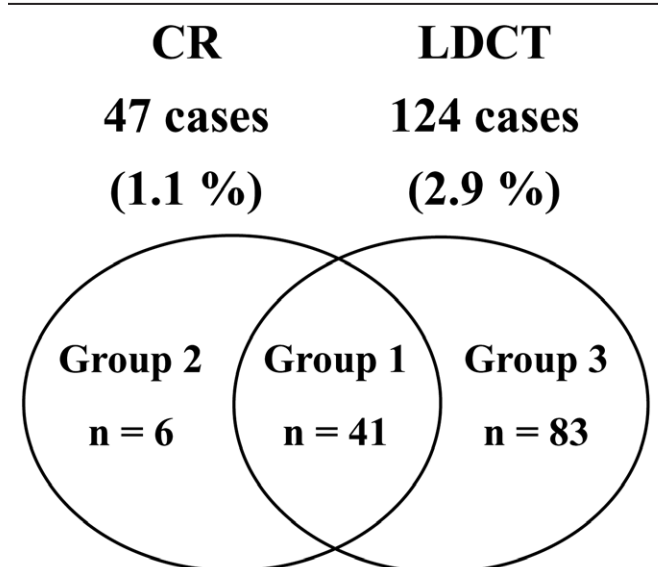 CR LDCT
47 cases 124 cases
(1.1 %) (2.9 %)
Group 2 Group 1 Group 3
n = 6 n = 41 n = 83